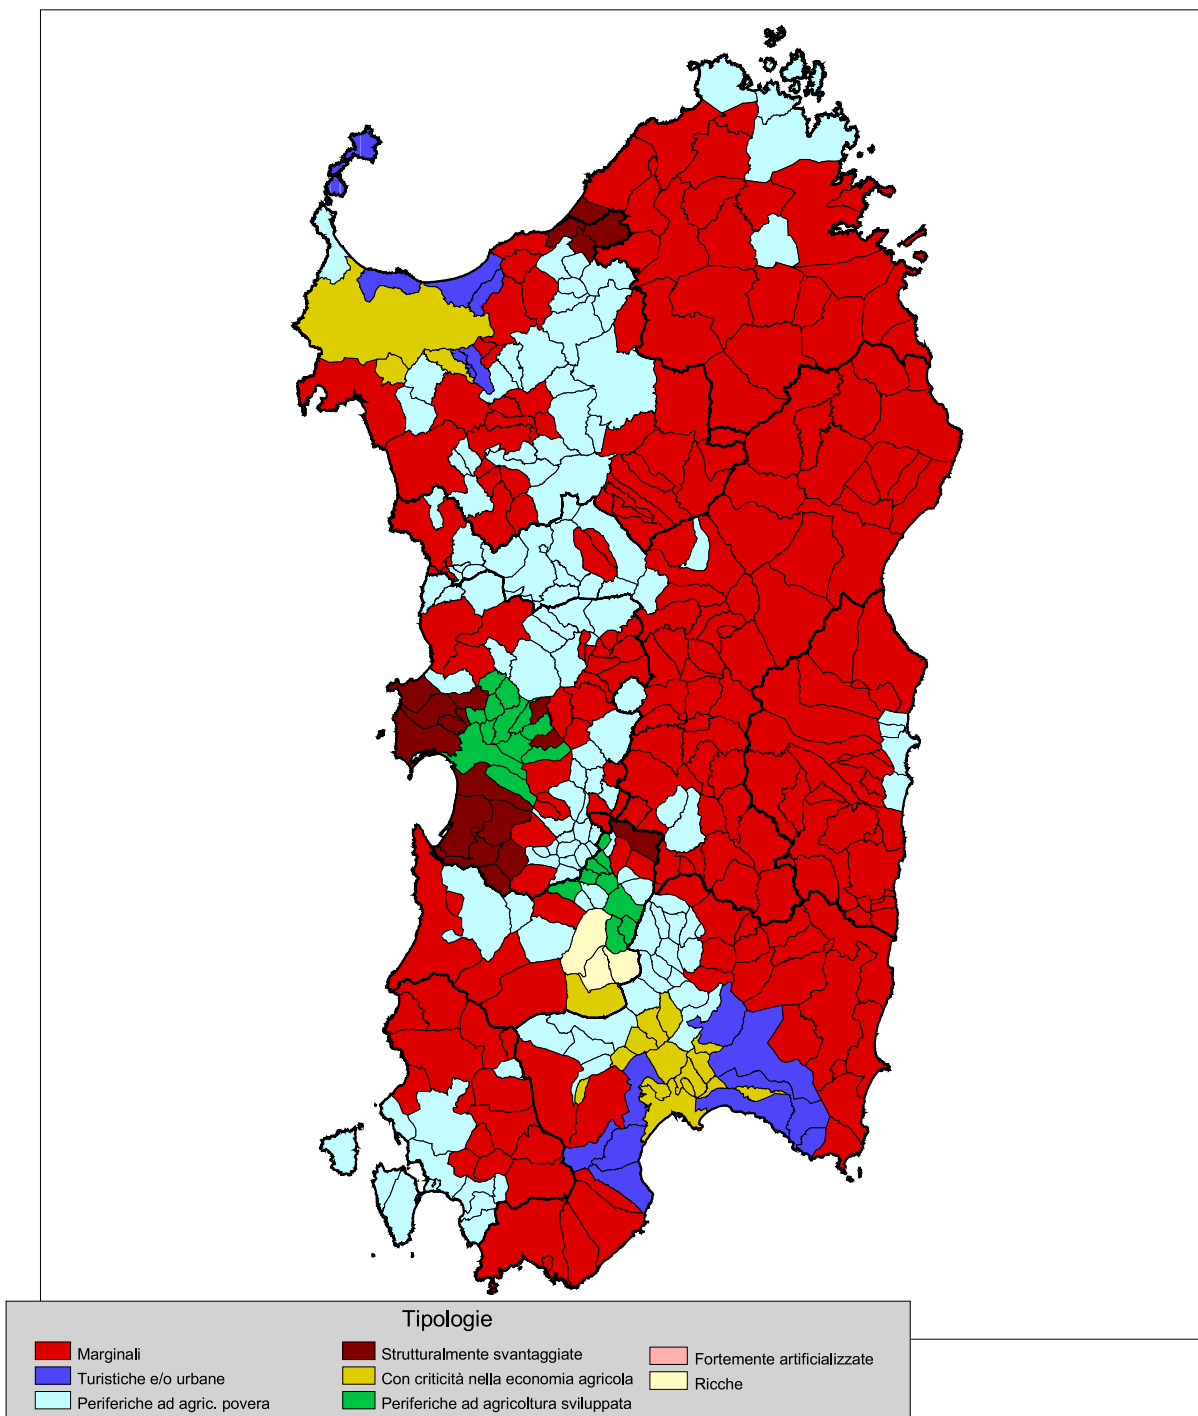 Tipologie
Marginali
Turistiche e/o urbane
Periferiche ad agric. povera
Strutturalmente svantaggiate
Con criticità nella economia agricola
Periferiche ad agricoltura sviluppata
Fortemente artificializzate
Ricche